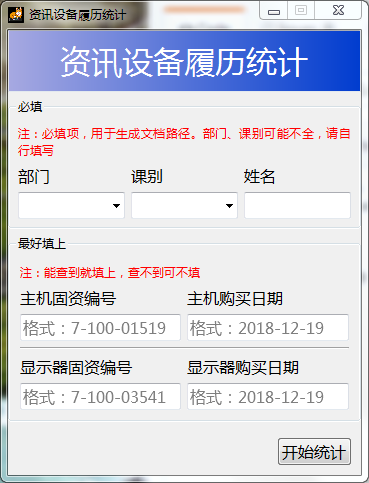 资讯设备履历统计
资讯设备履历统计
必填
注：必填项，用于生成文档路径。部门、课别可能不全，请自
行填写
部门 课别 姓名
最好填上
注：能查到就填上，查不到可不填
主机固资编号 主机购买日期
格式：7-100-01519 格式：2018-12-19
显示器固资编号 显示器购买日期
格式：7-100-03541 格式：2018-12-19
开始统计